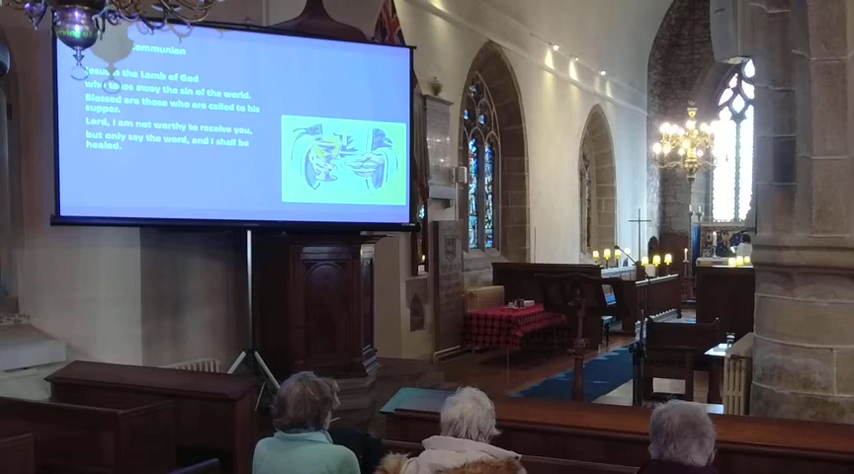 Communion
Jesus is the Lamb of God
who takes away the sin of the world.
Blessed are those who are called to his
supper.
Lord, I am not worthy to receive you,
but only say the word, and I shall be
healed.